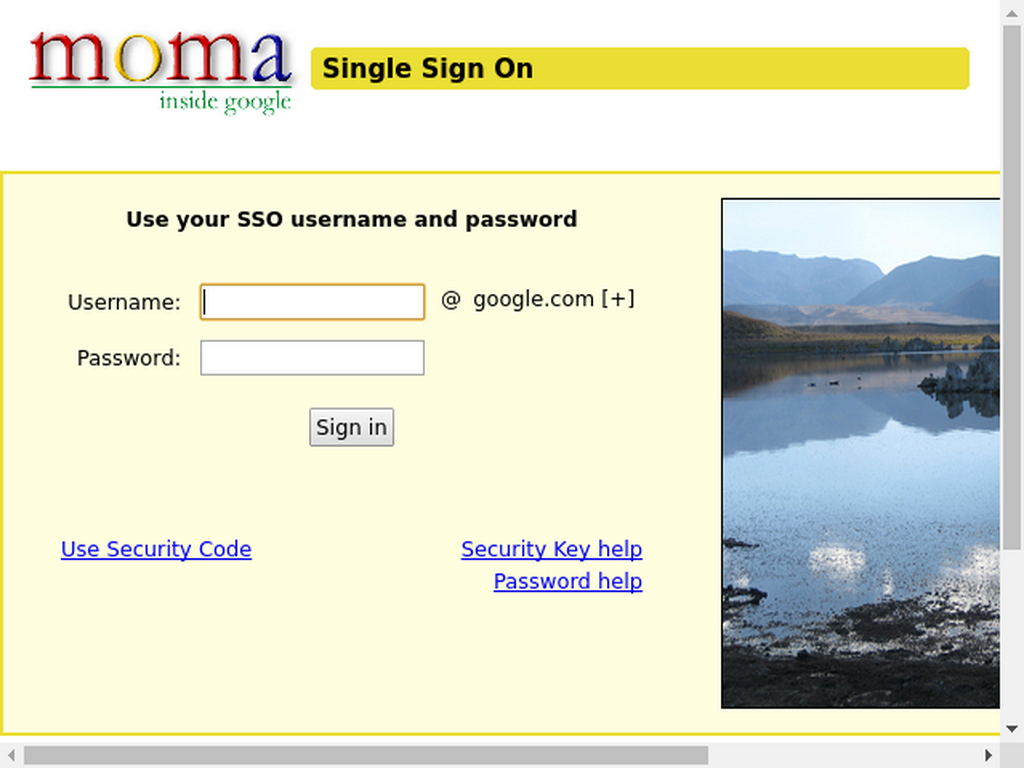 moma
inside google
Single Sign On
Use your SSO username and password
Username: @ google.com [+]
Password:
Sign in
Use Security Code
Security Key help
Password help